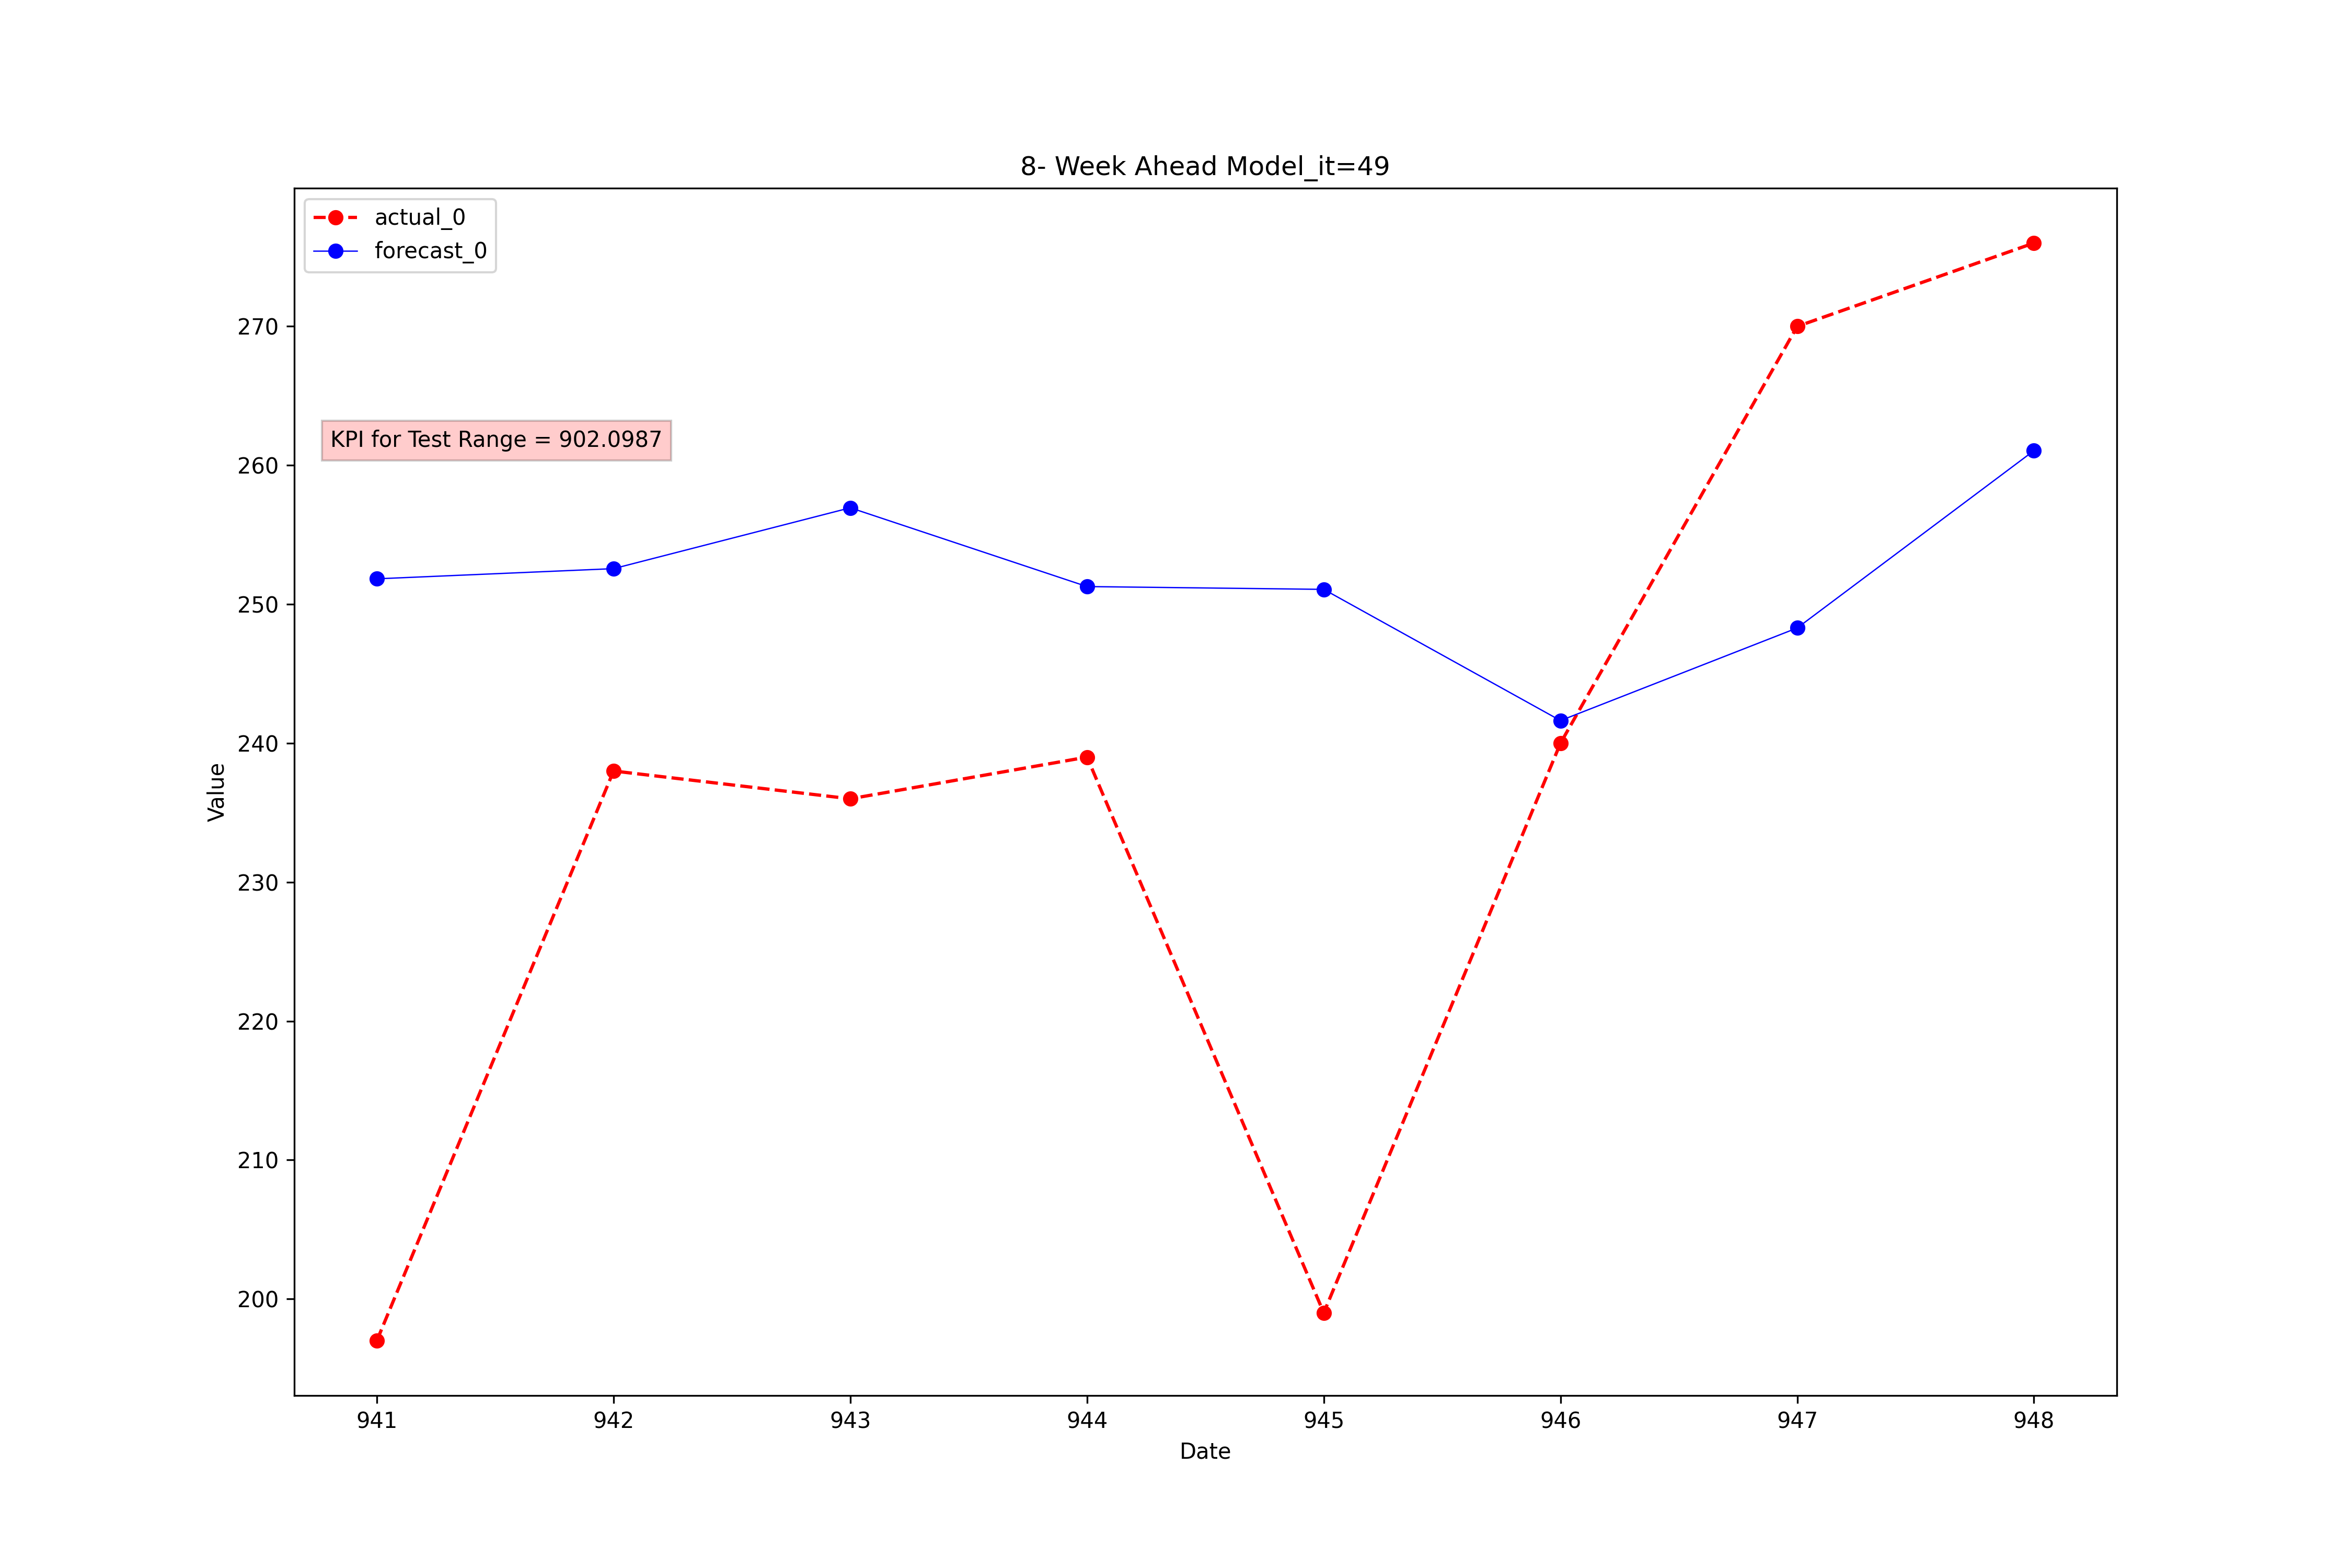 8- Week Ahead Model_it=49
actual_0
forecast_0
KPI for Test Range = 902.0987
270
260
250
240
230
220
210
200
Value
941 942 943 944 945 946 947 948
Date